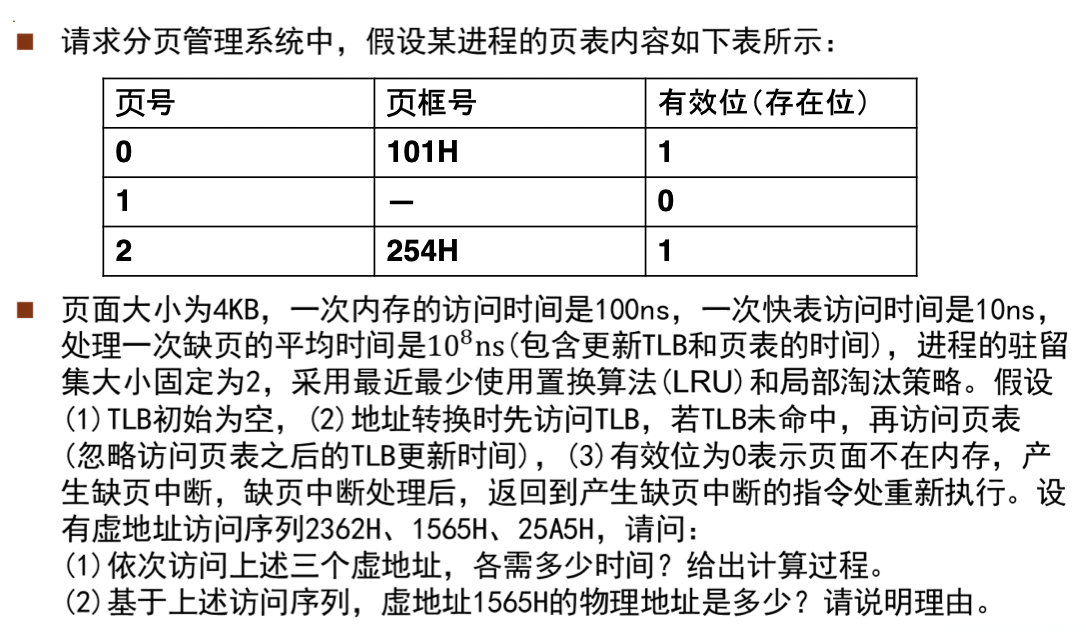 ■ 请求分页管理系统中，假设某进程的页表内容如下表所示：
页号 页框号 有效位(存在位)
0 101H 1
1 — 0
2 254H 1
■ 页面大小为4KB，一次内存的访问时间是100ns，一次快表访问时间是10ns，
处理一次缺页的平均时间是10⁸ns(包含更新TLB和页表的时间)，进程的驻留
集大小固定为2，采用最近最少使用置换算法(LRU)和局部淘汰策略。假设
(1)TLB初始为空，(2)地址转换时先访问TLB，若TLB未命中，再访问页表
(忽略访问页表之后的TLB更新时间)，(3)有效位为0表示页面不在内存，产
生缺页中断，缺页中断处理后，返回到产生缺页中断的指令处重新执行。设
有虚地址访问序列2362H、1565H、25A5H，请问：
(1)依次访问上述三个虚地址，各需多少时间？给出计算过程。
(2)基于上述访问序列，虚地址1565H的物理地址是多少？请说明理由。